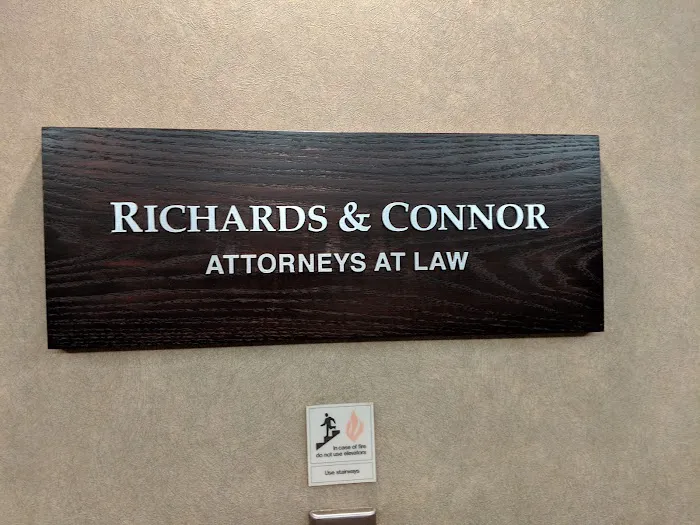 RICHARDS & CONNOR
ATTORNEYS AT LAW
In case of fire
do not use elevators
Use stairways